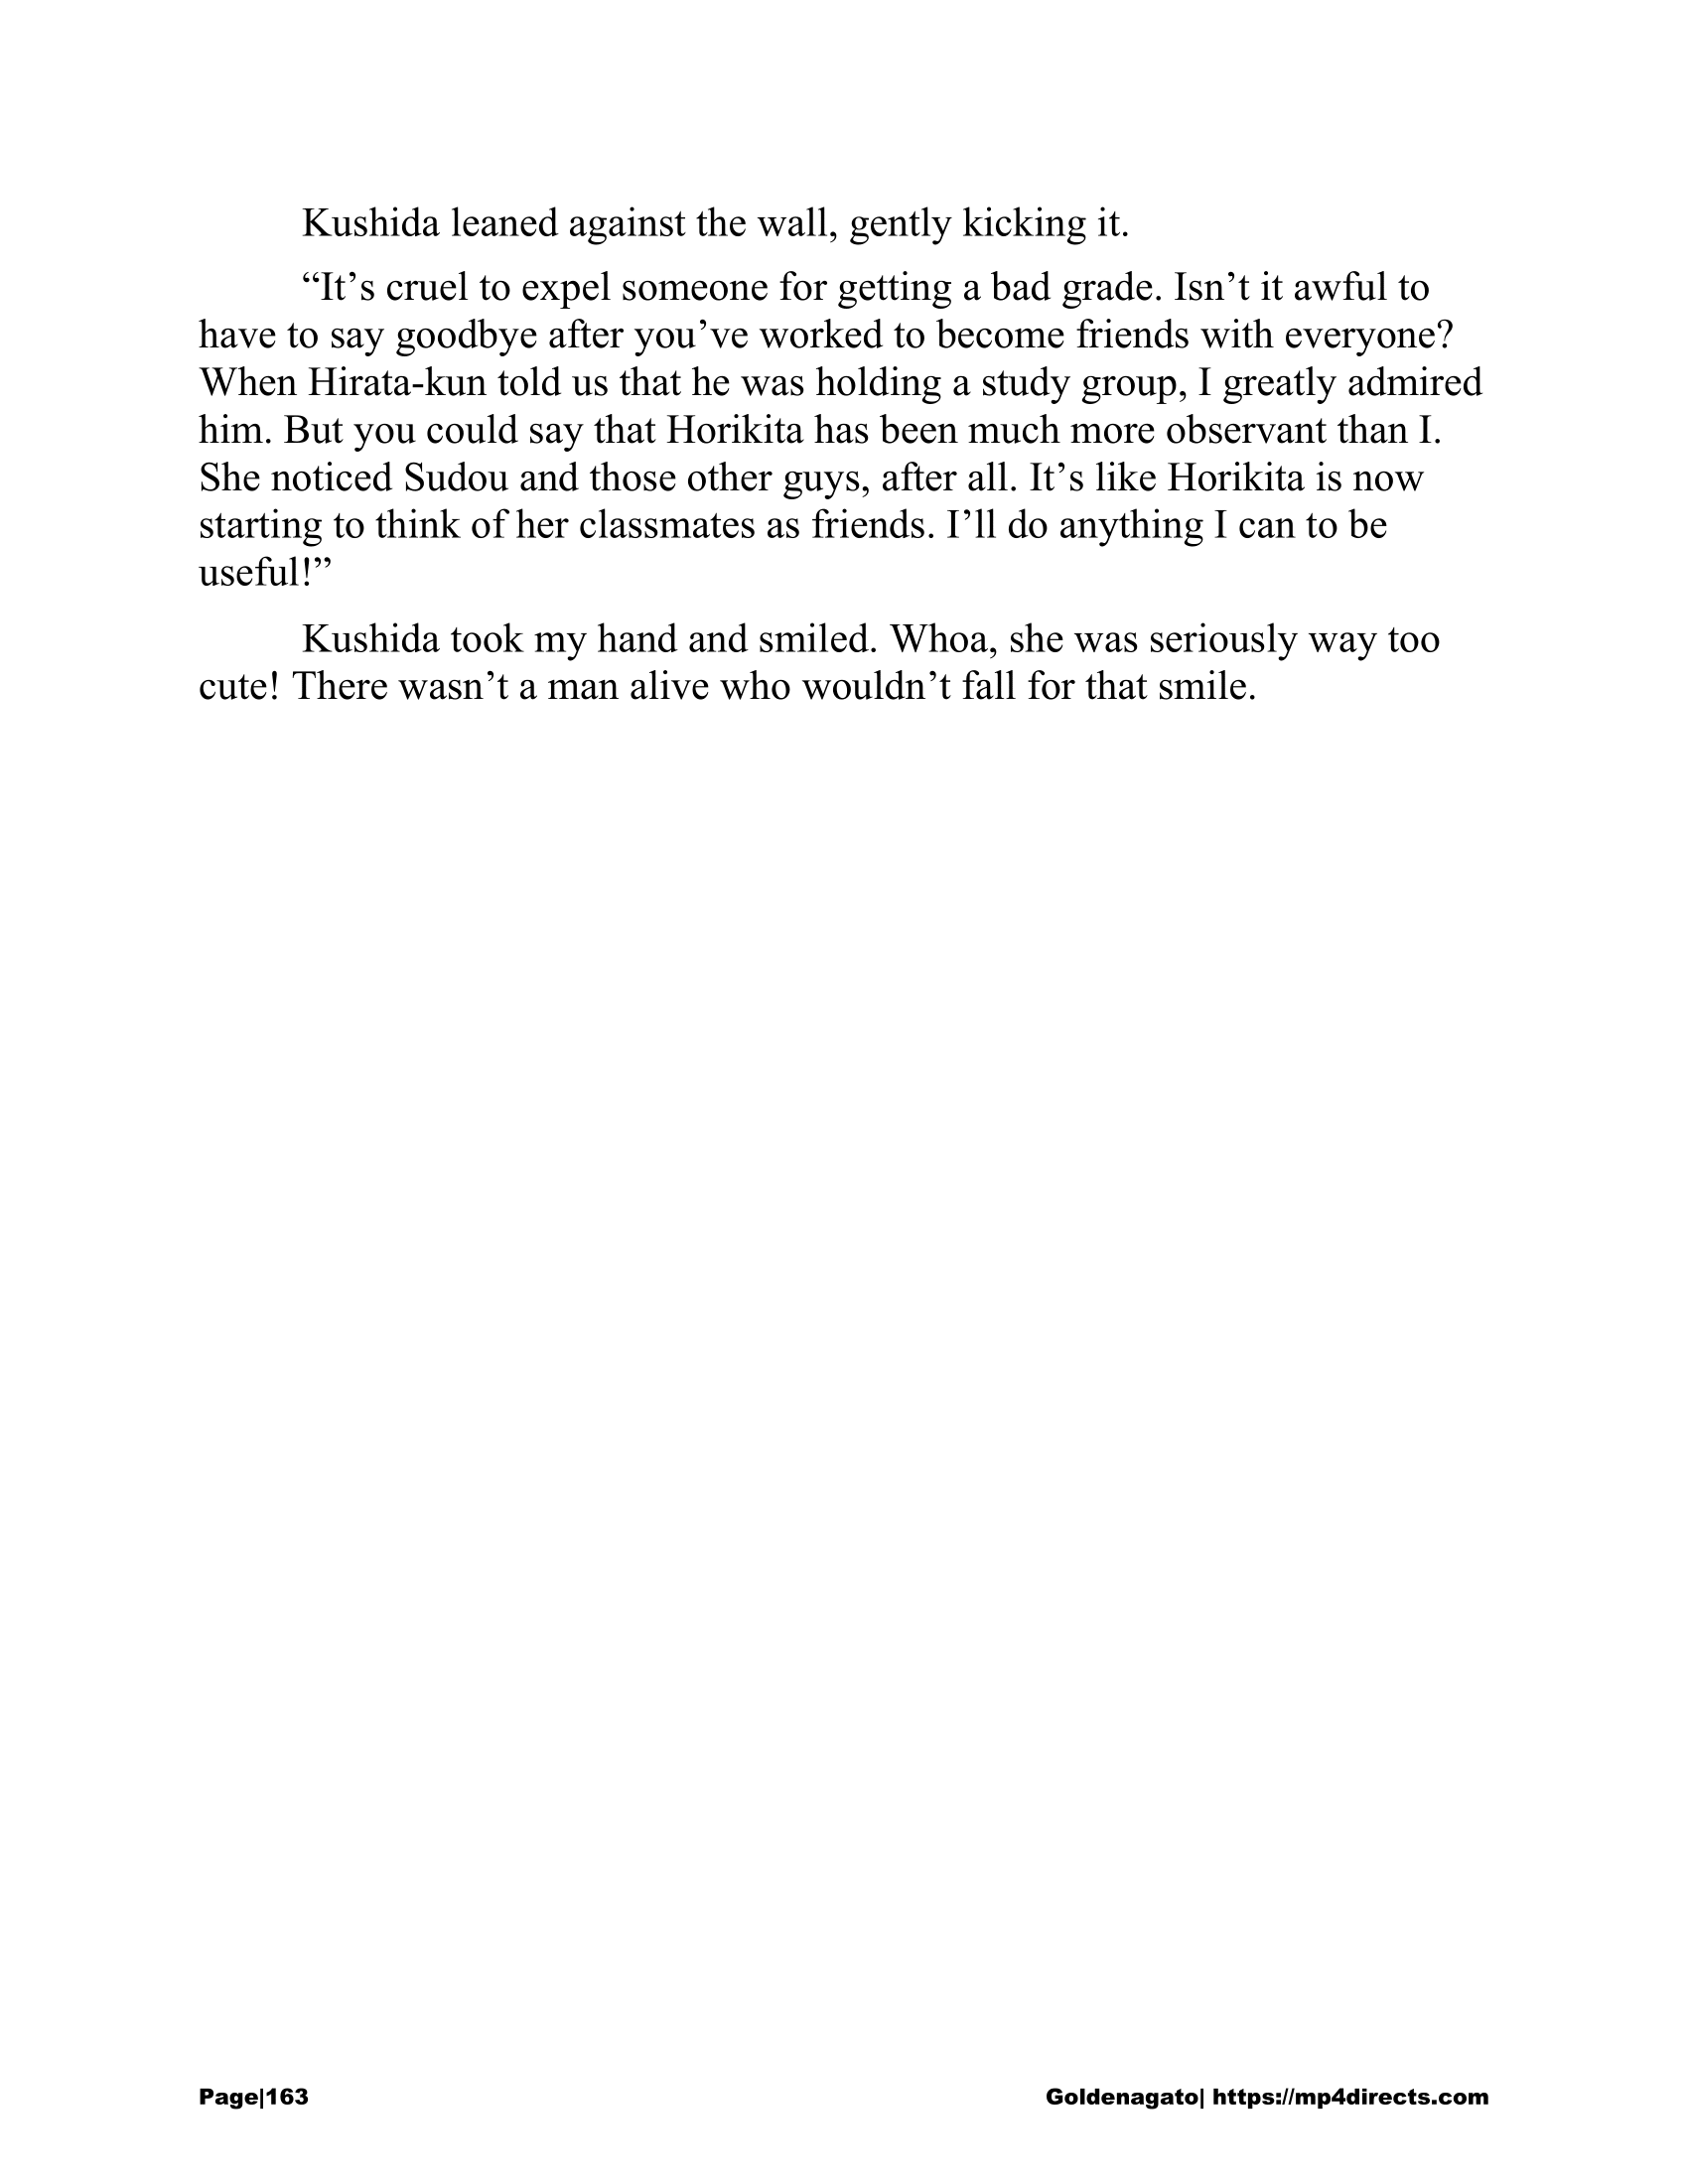 Kushida leaned against the wall, gently kicking it.
“It’s cruel to expel someone for getting a bad grade. Isn’t it awful to
have to say goodbye after you’ve worked to become friends with everyone?
When Hirata-kun told us that he was holding a study group, I greatly admired
him. But you could say that Horikita has been much more observant than I.
She noticed Sudou and those other guys, after all. It’s like Horikita is now
starting to think of her classmates as friends. I’ll do anything I can to be
useful!”
Kushida took my hand and smiled. Whoa, she was seriously way too
cute! There wasn’t a man alive who wouldn’t fall for that smile.
Page|163 Goldenagato| https://mp4directs.com